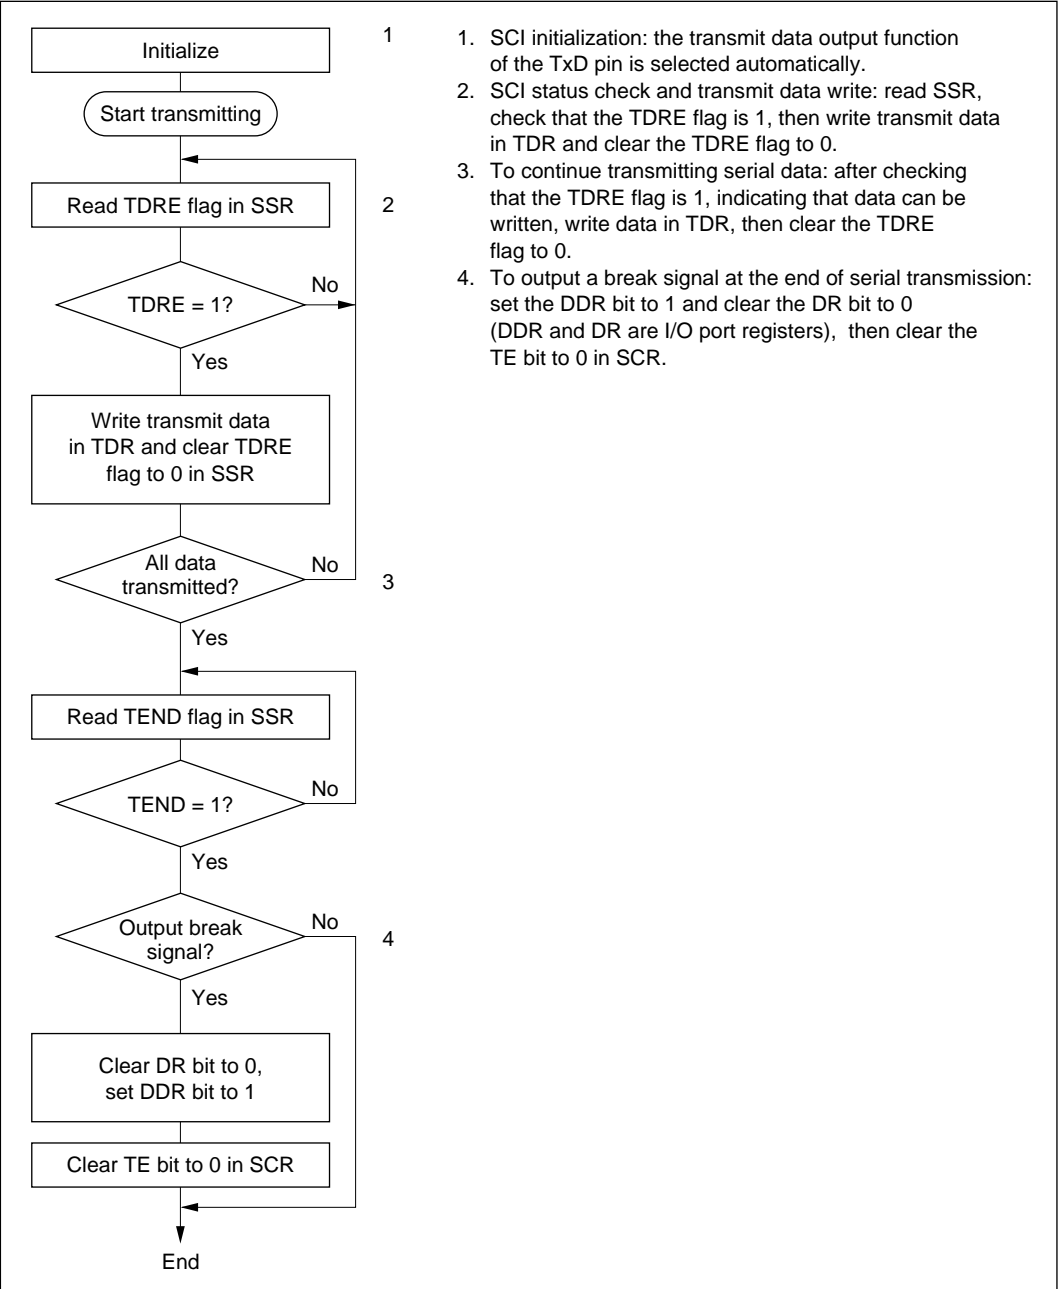 Initialize
1
Start transmitting
Read TDRE flag in SSR
2
TDRE = 1?
No
Yes
Write transmit data
in TDR and clear TDRE
flag to 0 in SSR
All data
transmitted?
No
3
Yes
Read TEND flag in SSR
TEND = 1?
No
Yes
Output break
signal?
No
4
Yes
Clear DR bit to 0,
set DDR bit to 1
Clear TE bit to 0 in SCR
End
1. SCI initialization: the transmit data output function
of the TxD pin is selected automatically.
2. SCI status check and transmit data write: read SSR,
check that the TDRE flag is 1, then write transmit data
in TDR and clear the TDRE flag to 0.
3. To continue transmitting serial data: after checking
that the TDRE flag is 1, indicating that data can be
written, write data in TDR, then clear the TDRE
flag to 0.
4. To output a break signal at the end of serial transmission:
set the DDR bit to 1 and clear the DR bit to 0
(DDR and DR are I/O port registers), then clear the
TE bit to 0 in SCR.